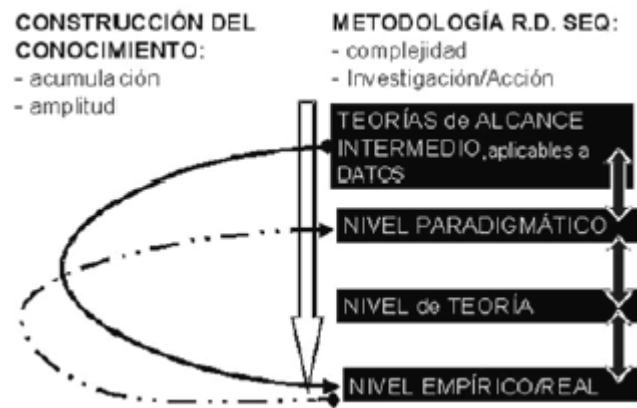 CONSTRUCCIÓN DEL
CONOCIMIENTO:
- acumulación
- amplitud
METODOLOGÍA R.D. SEQ:
- complejidad
- Investigación/Acción
TEORÍAS de ALCANCE
INTERMEDIO, aplicables a
DATOS
NIVEL PARADIGMÁTICO
NIVEL de TEORÍA
NIVEL EMPÍRICO/REAL